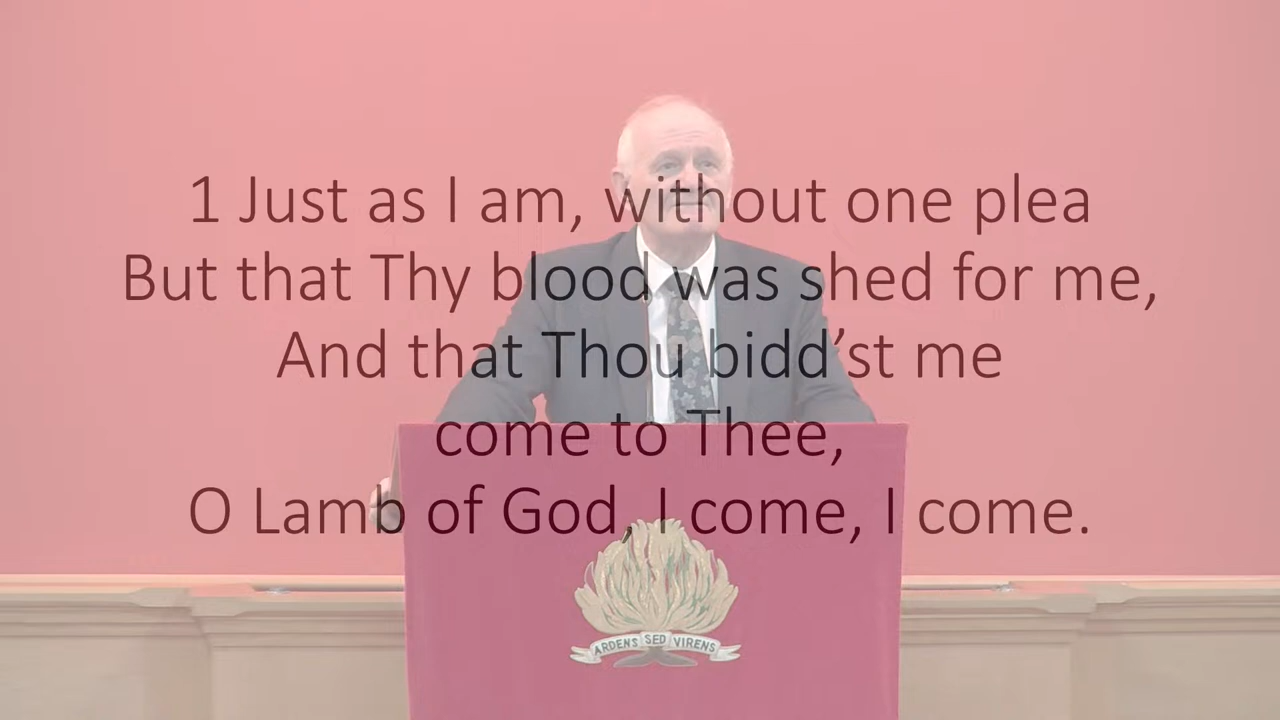 1 Just as I am, without one plea
But that Thy blood was shed for me,
And that Thou bidd’st me
come to Thee,
O Lamb of God, I come, I come.
ARDENS SED VIRENS